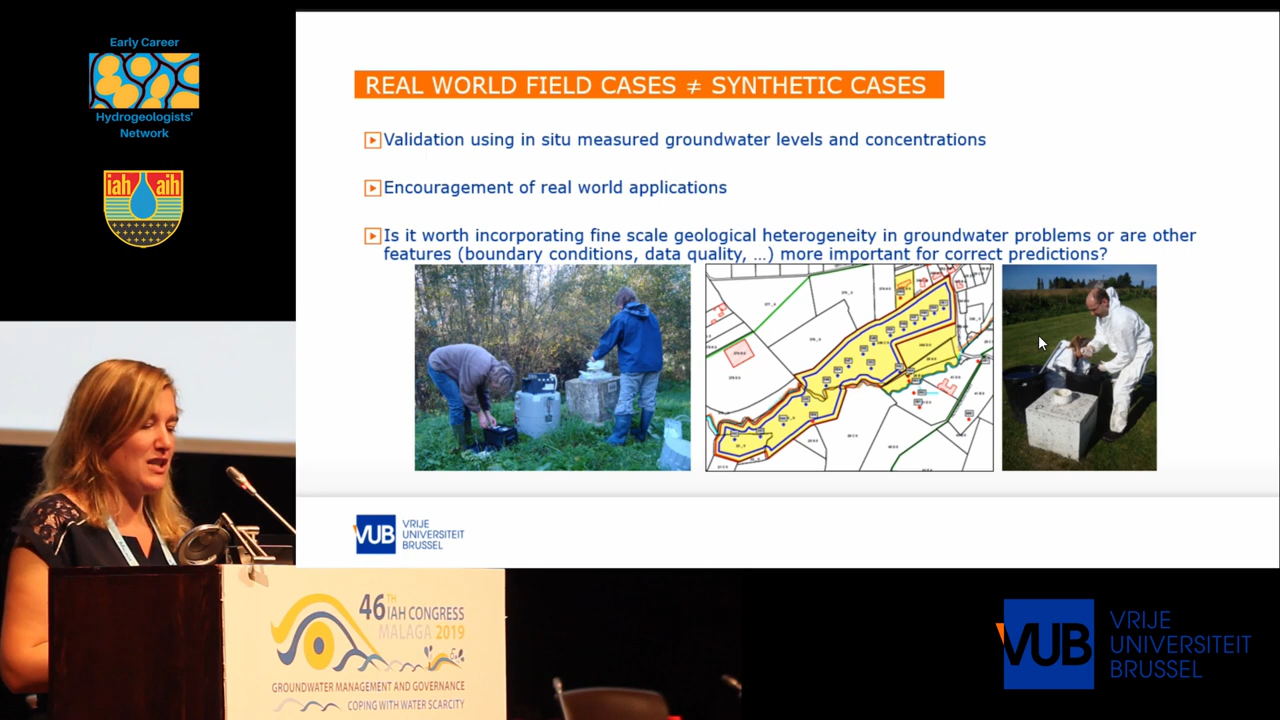 Early Career
Hydrogeologists'
Network
iah aih
REAL WORLD FIELD CASES ≠ SYNTHETIC CASES
Validation using in situ measured groundwater levels and concentrations
Encouragement of real world applications
Is it worth incorporating fine scale geological heterogeneity in groundwater problems or are other
features (boundary conditions, data quality, ...) more important for correct predictions?
VUB
VRIJE
UNIVERSITEIT
BRUSSEL
46TH
IAH CONGRESS
MALAGA 2019
GROUNDWATER MANAGEMENT AND GOVERNANCE
COPING WITH WATER SCARCITY
VUB
VRIJE
UNIVERSITEIT
BRUSSEL